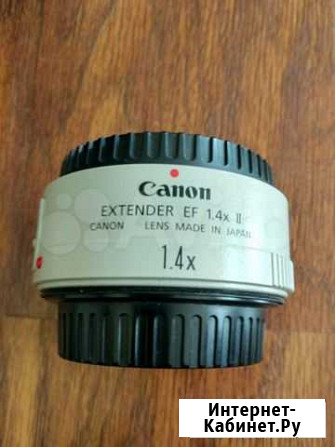 Canon
EXTENDER EF 1.4x II
CANON LENS MADE IN JAPAN
1.4x
Интернет-
Кабинет.Ру